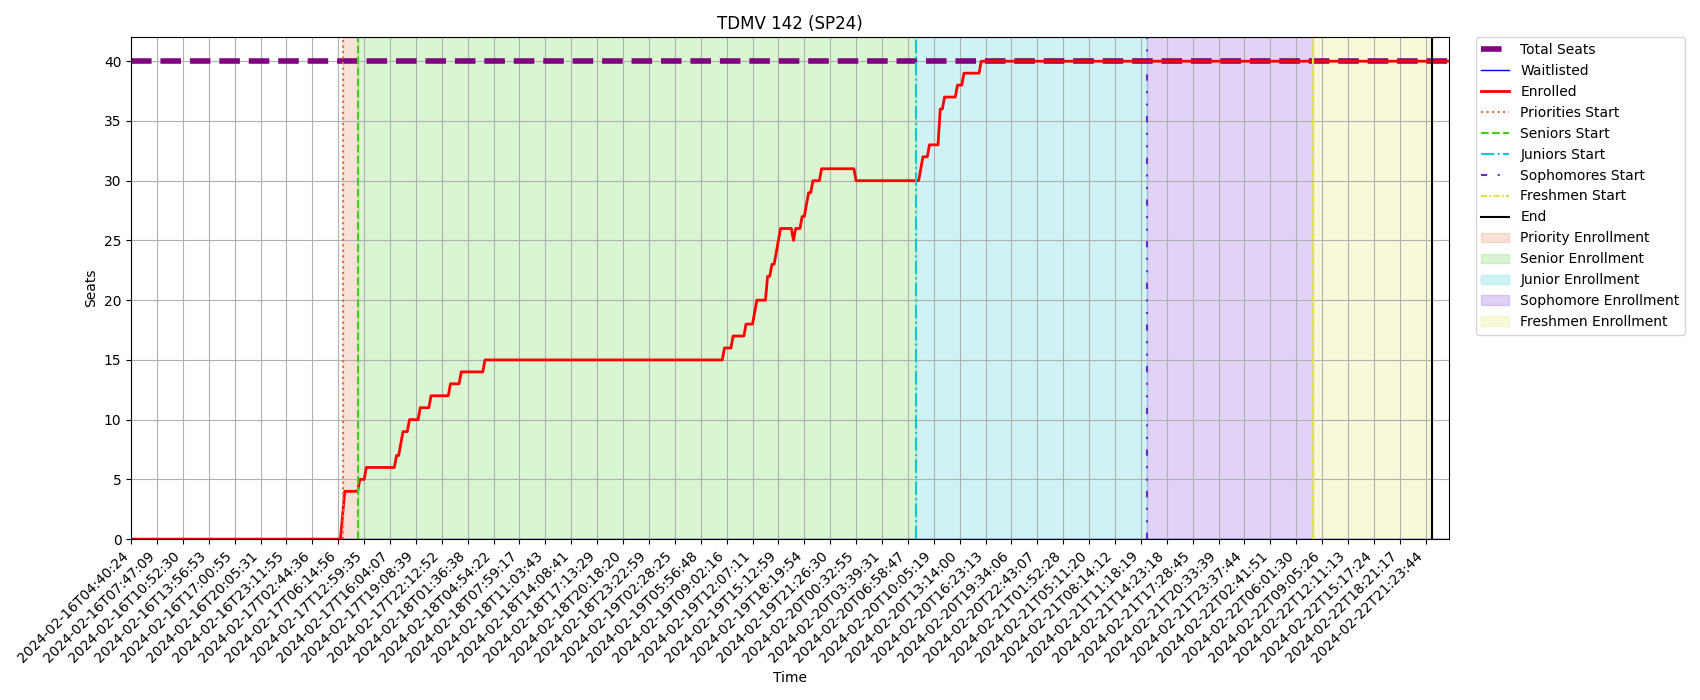 TDMV 142 (SP24)
Seats
40
35
30
25
20
15
10
5
0
2024-02-16T04:40:24
2024-02-16T07:47:09
2024-02-16T10:52:30
2024-02-16T13:56:53
2024-02-16T17:00:55
2024-02-16T20:05:31
2024-02-16T23:11:55
2024-02-17T02:44:36
2024-02-17T06:14:56
2024-02-17T12:59:35
2024-02-17T16:04:07
2024-02-17T19:08:39
2024-02-17T22:12:52
2024-02-18T01:36:38
2024-02-18T04:54:22
2024-02-18T07:59:17
2024-02-18T11:03:43
2024-02-18T14:08:41
2024-02-18T17:13:29
2024-02-18T20:18:20
2024-02-18T23:22:59
2024-02-19T02:28:25
2024-02-19T05:56:48
2024-02-19T09:02:16
2024-02-19T12:07:11
2024-02-19T15:12:59
2024-02-19T18:19:54
2024-02-19T21:26:30
2024-02-20T00:32:55
2024-02-20T03:39:31
2024-02-20T06:58:47
2024-02-20T10:05:19
2024-02-20T13:14:00
2024-02-20T16:23:13
2024-02-20T19:34:06
2024-02-20T22:43:07
2024-02-21T01:52:28
2024-02-21T05:11:20
2024-02-21T08:14:12
2024-02-21T11:18:19
2024-02-21T14:23:18
2024-02-21T17:28:45
2024-02-21T20:33:39
2024-02-21T23:37:44
2024-02-22T02:41:51
2024-02-22T06:01:30
2024-02-22T09:05:26
2024-02-22T12:11:13
2024-02-22T15:17:24
2024-02-22T18:21:17
2024-02-22T21:23:44
Time
Total Seats
Waitlisted
Enrolled
Priorities Start
Seniors Start
Juniors Start
Sophomores Start
Freshmen Start
End
Priority Enrollment
Senior Enrollment
Junior Enrollment
Sophomore Enrollment
Freshmen Enrollment